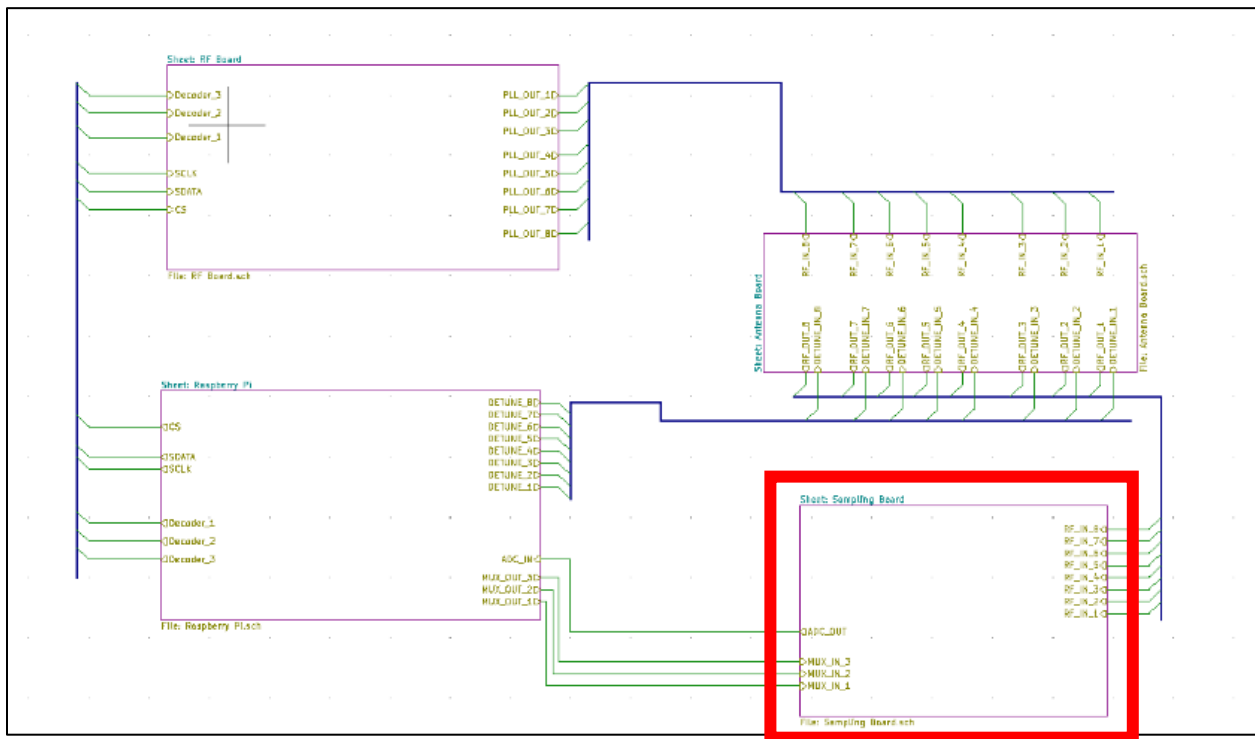 Sheet: RF Board
Decoder_3
Decoder_2
Decoder_1
SCLK
SDATA
CS
PLL_OUT_1
PLL_OUT_2
PLL_OUT_3
PLL_OUT_4
PLL_OUT_5
PLL_OUT_6
PLL_OUT_7
PLL_OUT_8
File: RF Board.sch
Sheet: Antenna Board
RF_IN_8
RF_IN_7
RF_IN_6
RF_IN_5
RF_IN_4
RF_IN_3
RF_IN_2
RF_IN_1
RF_OUT_8
DETUNE_IN_8
RF_OUT_7
DETUNE_IN_7
RF_OUT_6
DETUNE_IN_6
RF_OUT_5
DETUNE_IN_5
RF_OUT_4
DETUNE_IN_4
RF_OUT_3
DETUNE_IN_3
RF_OUT_2
DETUNE_IN_2
RF_OUT_1
DETUNE_IN_1
File: Antenna Board.sch
Sheet: Raspberry Pi
CS
SDATA
SCLK
Decoder_1
Decoder_2
Decoder_3
DETUNE_8
DETUNE_7
DETUNE_6
DETUNE_5
DETUNE_4
DETUNE_3
DETUNE_2
DETUNE_1
ADC_IN
MUX_OUT_3
MUX_OUT_2
MUX_OUT_1
File: Raspberry Pi.sch
Sheet: Sampling Board
RF_IN_8
RF_IN_7
RF_IN_6
RF_IN_5
RF_IN_4
RF_IN_3
RF_IN_2
RF_IN_1
ADC_OUT
MUX_IN_3
MUX_IN_2
MUX_IN_1
File: Sampling Board.sch